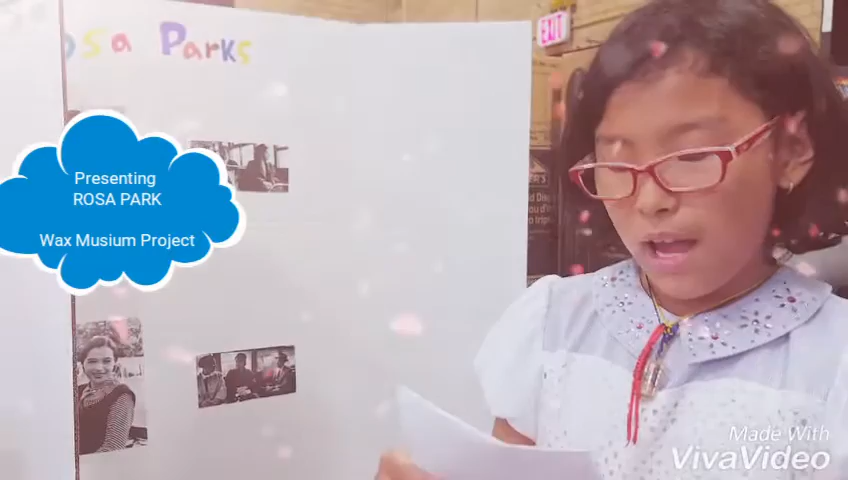 osa Parks
EXIT
Presenting
ROSA PARK
Wax Musium Project
Made With
VivaVideo